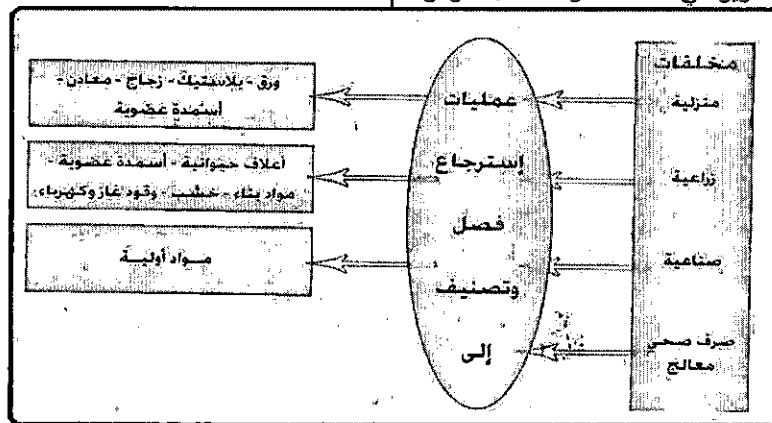 مخلفات
منزلية
زراعية
صناعية
صرف صحي
معالج
عمليات
إسترجاع
فصل
وتصنيف
إلى
ورق - بلاستيك - زجاج - معادن -
أسمدة عضوية
أعلاف حيوانية - أسمدة عضوية -
مواد بناء - خشب - وقود غاز وكهرباء
مواد أولية